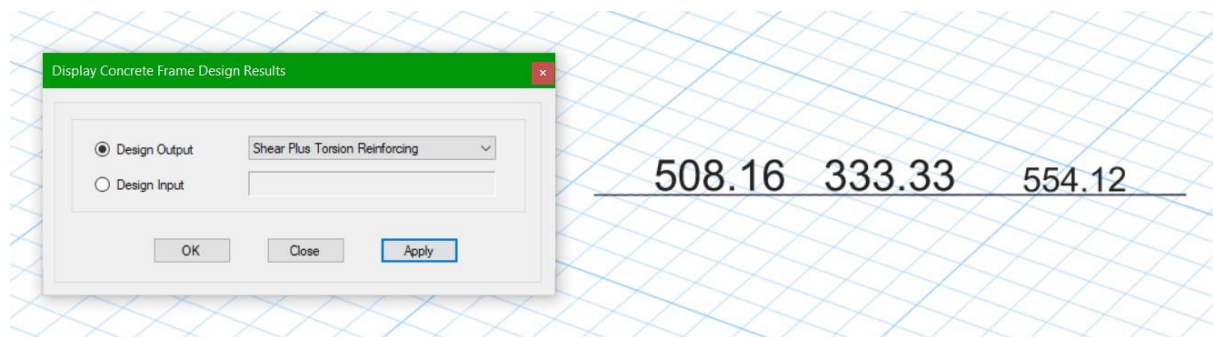 Display Concrete Frame Design Results
×
Design Output Shear Plus Torsion Reinforcing
Design Input
OK Close Apply
508.16 333.33 554.12